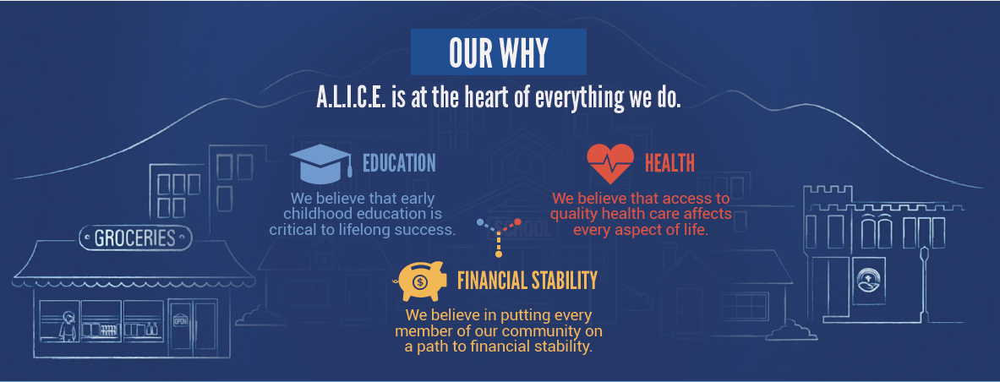 OUR WHY
A.L.I.C.E. is at the heart of everything we do.
EDUCATION
We believe that early
childhood education is
critical to lifelong success.
HEALTH
We believe that access to
quality health care affects
every aspect of life.
SCHOOL
GROCERIES
OPEN
FINANCIAL STABILITY
We believe in putting every
member of our community on
a path to financial stability.